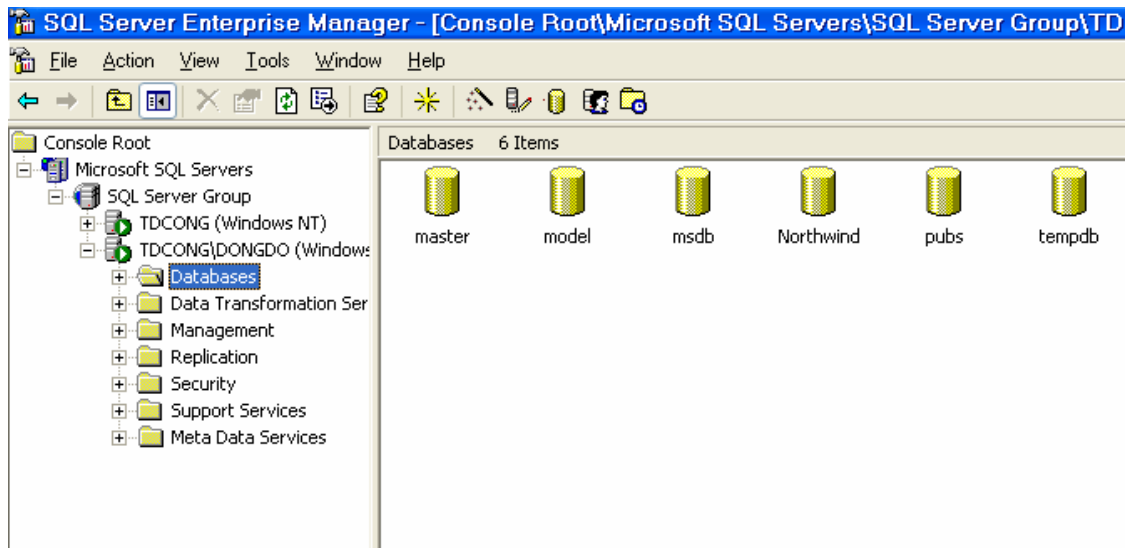 SQL Server Enterprise Manager - [Console Root\Microsoft SQL Servers\SQL Server Group\TD
File Action View Tools Window Help
Console Root
Microsoft SQL Servers
SQL Server Group
TDCONG (Windows NT)
TDCONG\DONGDO (Windows
Databases
Data Transformation Ser
Management
Replication
Security
Support Services
Meta Data Services
Databases 6 Items
master model msdb Northwind pubs tempdb